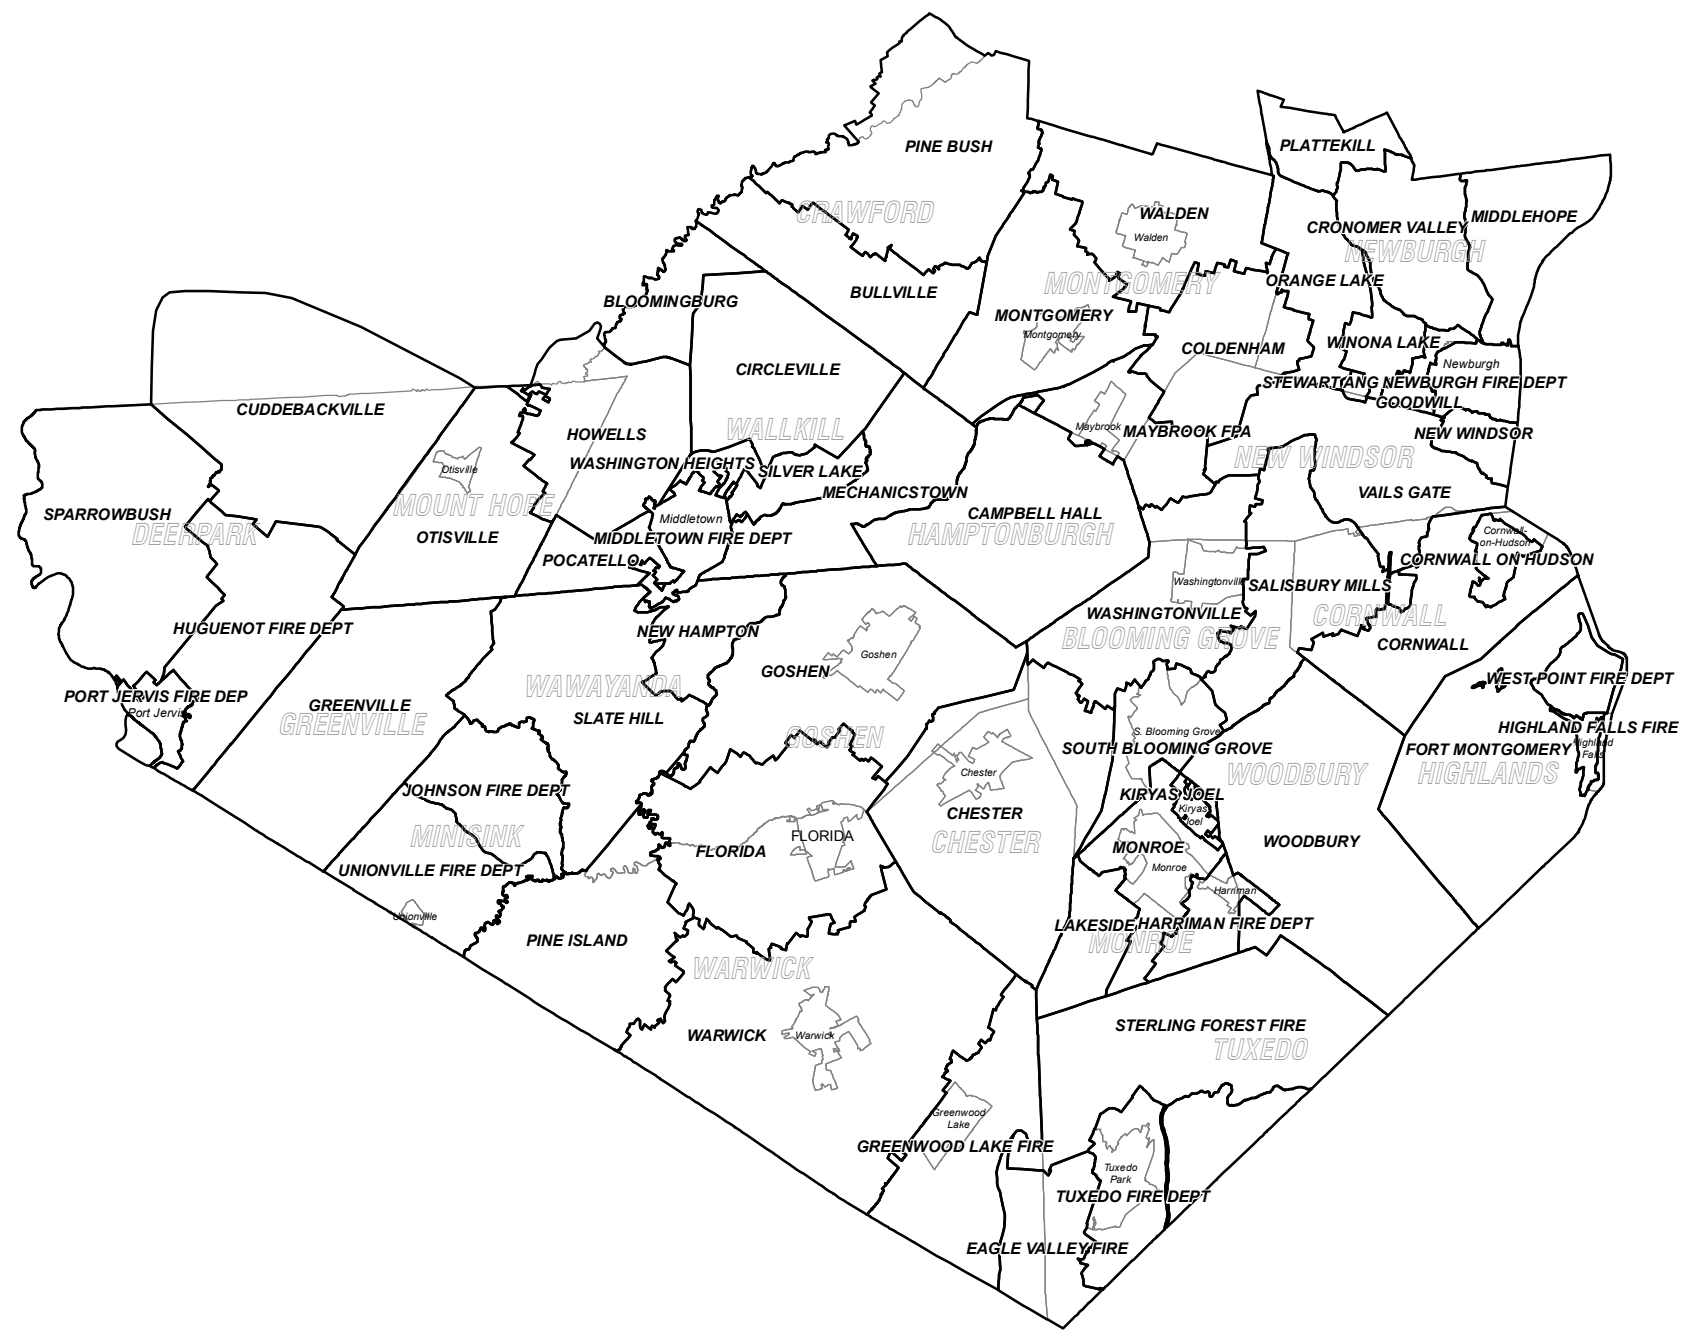 PINE BUSH
PLATTEKILL
CRAWFORD
WALDEN
Walden
CRONOMER VALLEY
MIDDLEHOPE
NEWBURGH
MONTGOMERY
ORANGE LAKE
BULLVILLE
BLOOMINGBURG
MONTGOMERY
Montgomery
WINONA LAKE
COLDENHAM
Newburgh
CIRCLEVILLE
STEWART ANG
NEWBURGH FIRE DEPT
GOODWILL
CUDDEBACKVILLE
Maybrook
MAYBROOK FPA
NEW WINDSOR
WALLKILL
HOWELLS
NEW WINDSOR
WASHINGTON HEIGHTS
SILVER LAKE
Otisville
MECHANICSTOWN
VAILS GATE
MOUNT HOPE
SPARROWBUSH
CAMPBELL HALL
Middletown
DEERPARK
OTISVILLE
MIDDLETOWN FIRE DEPT
HAMPTONBURGH
Cornwall-
on-Hudson
POCATELLO
CORNWALL ON HUDSON
Washingtonville
SALISBURY MILLS
WASHINGTONVILLE
CORNWALL
HUGUENOT FIRE DEPT
NEW HAMPTON
BLOOMING GROVE
CORNWALL
Goshen
GOSHEN
WEST POINT FIRE DEPT
WAWAYANDA
PORT JERVIS FIRE DEP
Port Jervis
GREENVILLE
GREENVILLE
SLATE HILL
GOSHEN
S. Blooming Grove
HIGHLAND FALLS FIRE
Highland
Falls
SOUTH BLOOMING GROVE
FORT MONTGOMERY
HIGHLANDS
WOODBURY
Chester
JOHNSON FIRE DEPT
KIRYAS JOEL
Kiryas
Joel
CHESTER
CHESTER
MINISINK
FLORIDA
FLORIDA
WOODBURY
MONROE
Monroe
UNIONVILLE FIRE DEPT
Harriman
Unionville
LAKESIDE
HARRIMAN FIRE DEPT
PINE ISLAND
MONROE
WARWICK
WARWICK
Warwick
STERLING FOREST FIRE
TUXEDO
Greenwood
Lake
GREENWOOD LAKE FIRE
Tuxedo
Park
TUXEDO FIRE DEPT
EAGLE VALLEY FIRE